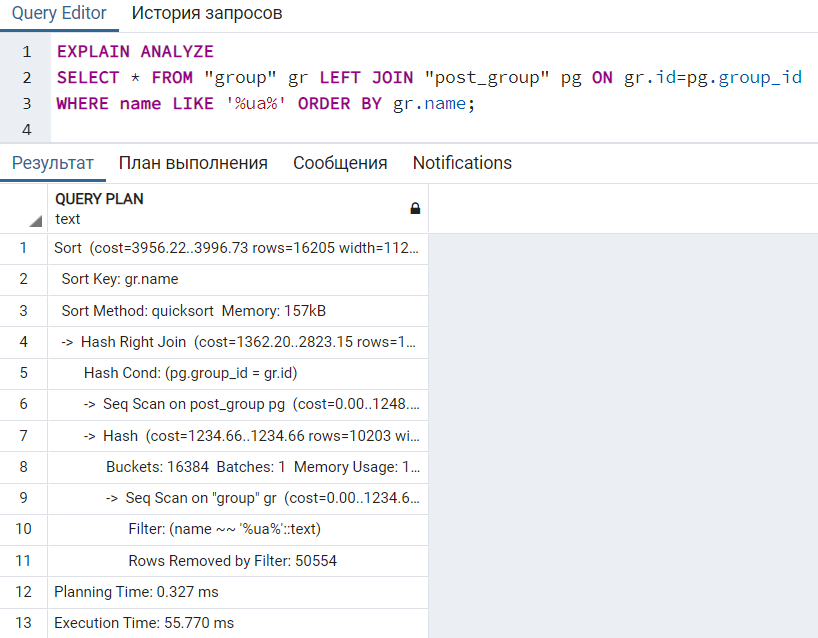 Query Editor История запросов
1 EXPLAIN ANALYZE
2 SELECT * FROM "group" gr LEFT JOIN "post_group" pg ON gr.id=pg.group_id
3 WHERE name LIKE '%ua%' ORDER BY gr.name;
4
Результат План выполнения Сообщения Notifications
QUERY PLAN
text
1 Sort (cost=3956.22..3996.73 rows=16205 width=112...
2 Sort Key: gr.name
3 Sort Method: quicksort Memory: 157kB
4 -> Hash Right Join (cost=1362.20..2823.15 rows=1...
5 Hash Cond: (pg.group_id = gr.id)
6 -> Seq Scan on post_group pg (cost=0.00..1248....
7 -> Hash (cost=1234.66..1234.66 rows=10203 wi...
8 Buckets: 16384 Batches: 1 Memory Usage: 1...
9 -> Seq Scan on "group" gr (cost=0.00..1234.6...
10 Filter: (name ~~ '%ua%'::text)
11 Rows Removed by Filter: 50554
12 Planning Time: 0.327 ms
13 Execution Time: 55.770 ms